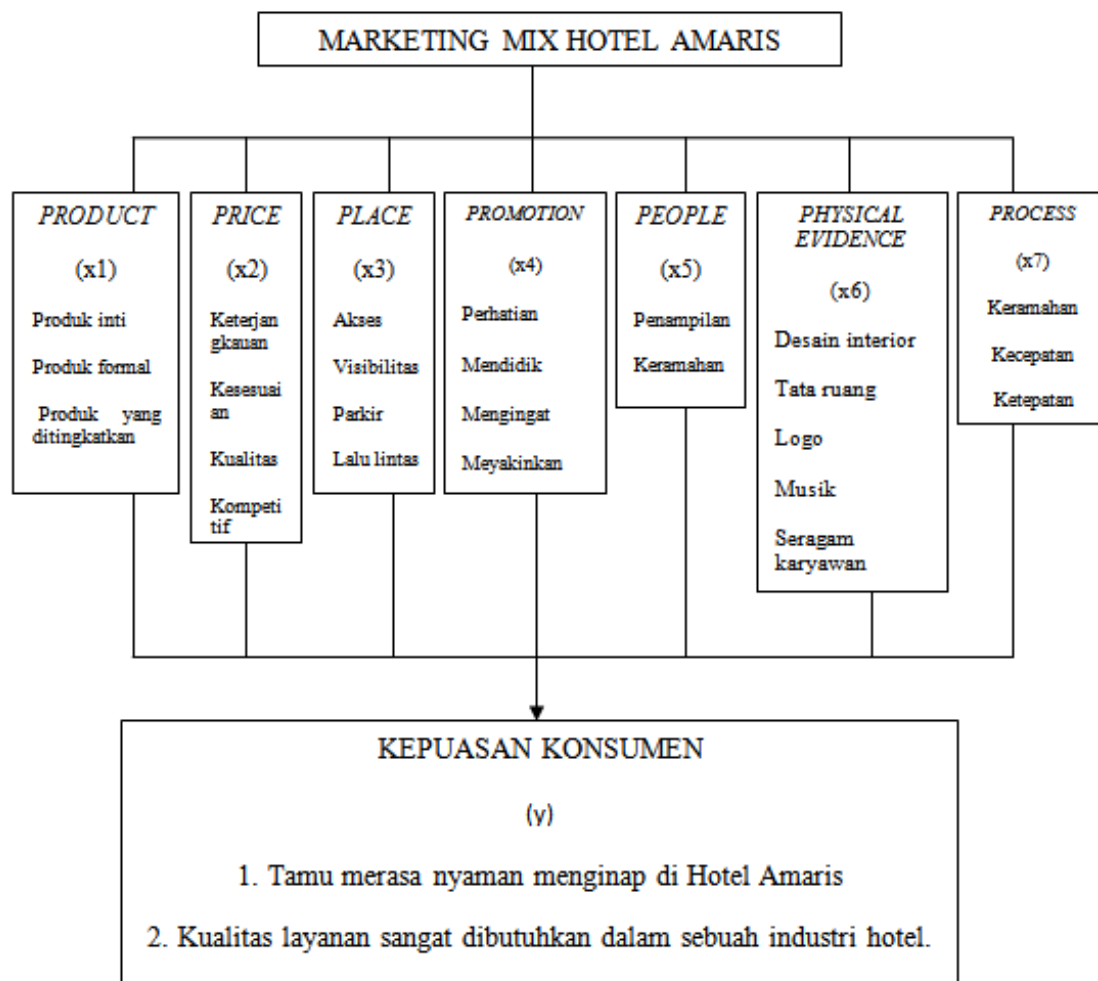 MARKETING MIX HOTEL AMARIS
PRODUCT
(x1)
Produk inti
Produk formal
Produk yang
ditingkatkan
PRICE
(x2)
Keterjan
gkauan
Kesesuai
an
Kualitas
Kompeti
tif
PLACE
(x3)
Akses
Visibilitas
Parkir
Lalu lintas
PROMOTION
(x4)
Perhatian
Mendidik
Mengingat
Meyakinkan
PEOPLE
(x5)
Penampilan
Keramahan
PHYSICAL
EVIDENCE
(x6)
Desain interior
Tata ruang
Logo
Musik
Seragam
karyawan
PROCESS
(x7)
Keramahan
Kecepatan
Ketepatan
KEPUASAN KONSUMEN
(y)
1. Tamu merasa nyaman menginap di Hotel Amaris
2. Kualitas layanan sangat dibutuhkan dalam sebuah industri hotel.